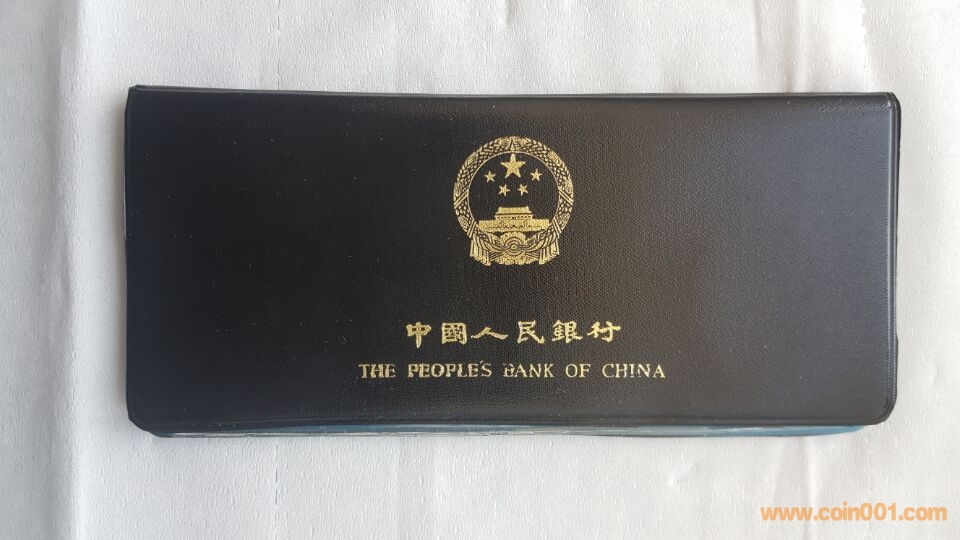 中國人民銀行
THE PEOPLE'S BANK OF CHINA
www.coin001.com